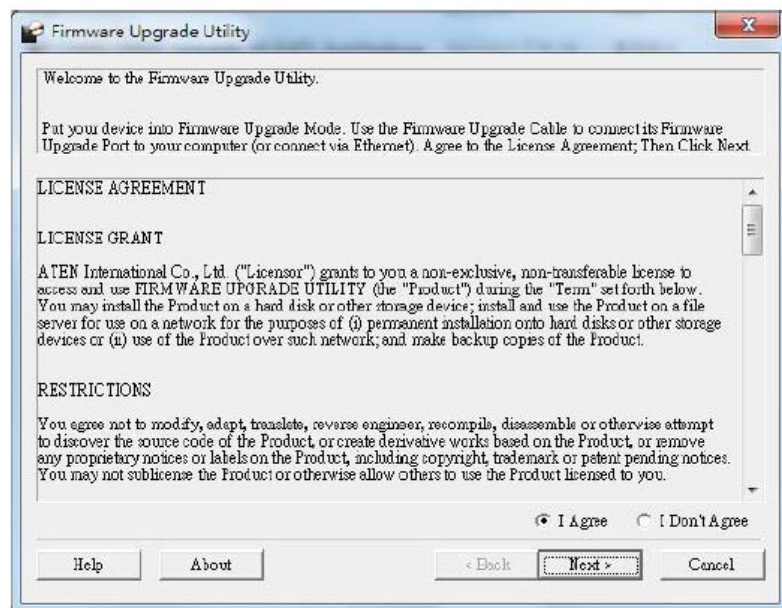 Firmware Upgrade Utility
Welcome to the Firmware Upgrade Utility.
Put your device into Firmware Upgrade Mode. Use the Firmware Upgrade Cable to connect its Firmware
Upgrade Port to your computer (or connect via Ethernet). Agree to the License Agreement; Then Click Next.
LICENSE AGREEMENT
LICENSE GRANT
ATEN International Co., Ltd. ("Licensor") grants to you a non-exclusive, non-transferable license to
access and use FIRMWARE UPGRADE UTILITY (the "Product") during the "Term" set forth below.
You may install the Product on a hard disk or other storage device; install and use the Product on a file
server for use on a network for the purposes of (i) permanent installation onto hard disks or other storage
devices or (ii) use of the Product over such network; and make backup copies of the Product.
RESTRICTIONS
You agree not to modify, adapt, translate, reverse engineer, recompile, disassemble or otherwise attempt
to discover the source code of the Product, or create derivative works based on the Product, or remove
any proprietary notices or labels on the Product, including copyright, trademark or patent pending notices.
You may not sublicense the Product or otherwise allow others to use the Product licensed to you.
I Agree I Don't Agree
Help About < Back Next > Cancel